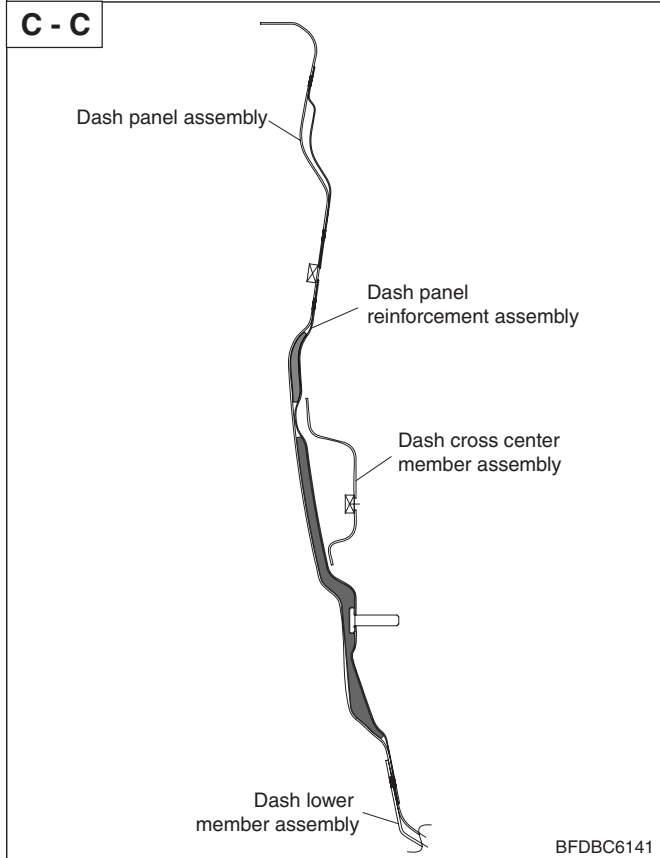 C - C
Dash panel assembly
Dash panel
reinforcement assembly
Dash cross center
member assembly
Dash lower
member assembly
BFDBC6141